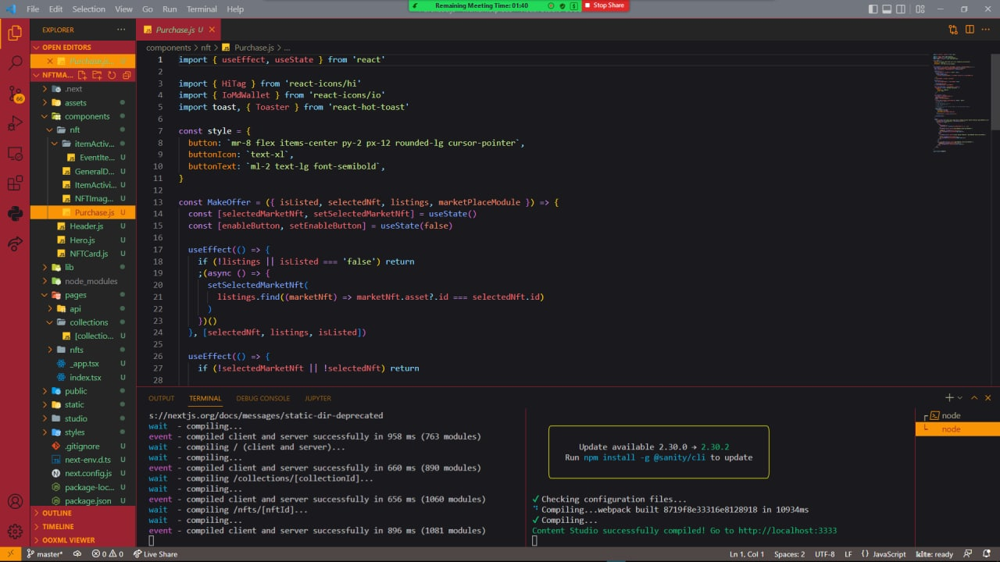 File Edit Selection View Go Run Terminal Help
Remaining Meeting Time: 01:40
Stop Share
EXPLORER
OPEN EDITORS
Purchase.js
NFTMA...
.next
assets
components
nft
itemActiv...
EventIte... U
GeneralD... U
ItemActivi... U
NFTImag... U
Purchase.js U
Header.js U
Hero.js U
NFTCard.js U
lib
node_modules
pages
api
collections
[collectio... U
nfts
_app.tsx U
index.tsx U
public
static
studio
styles
.gitignore U
next-env.d.ts U
next.config.js U
package-loc... U
package.json U
OUTLINE
TIMELINE
OOXML VIEWER
66
Purchase.js U
components > nft > Purchase.js > ...
1 import { useEffect, useState } from 'react'
2
3 import { HiTag } from 'react-icons/hi'
4 import { IoMdWallet } from 'react-icons/io'
5 import toast, { Toaster } from 'react-hot-toast'
6
7 const style = {
8 button: `mr-8 flex items-center py-2 px-12 rounded-lg cursor-pointer`,
9 buttonIcon: `text-xl`,
10 buttonText: `ml-2 text-lg font-semibold`,
11 }
12
13 const MakeOffer = ({ isListed, selectedNft, listings, marketPlaceModule }) => {
14 const [selectedMarketNft, setSelectedMarketNft] = useState()
15 const [enableButton, setEnableButton] = useState(false)
16
17 useEffect(() => {
18 if (!listings || isListed === 'false') return
19 ;(async () => {
20 setSelectedMarketNft(
21 listings.find((marketNft) => marketNft.asset?.id === selectedNft.id)
22 )
23 })()
24 }, [selectedNft, listings, isListed])
25
26 useEffect(() => {
27 if (!selectedMarketNft || !selectedNft) return
28
OUTPUT TERMINAL DEBUG CONSOLE JUPYTER
s://nextjs.org/docs/messages/static-dir-deprecated
wait - compiling...
event - compiled client and server successfully in 958 ms (763 modules)
wait - compiling / (client and server)...
wait - compiling...
event - compiled client and server successfully in 660 ms (890 modules)
wait - compiling /collections/[collectionId]...
wait - compiling...
event - compiled client and server successfully in 656 ms (1060 modules)
wait - compiling /nfts/[nftId]...
wait - compiling...
event - compiled client and server successfully in 896 ms (1081 modules)
Update available 2.30.0 → 2.30.2
Run npm install -g @sanity/cli to update
✓ Checking configuration files...
Compiling...webpack built 8719f8e33316e8128918 in 10934ms
✓ Compiling...
Content Studio successfully compiled! Go to http://localhost:3333
node
node
master* 0 0 Live Share
Ln 1, Col 1 Spaces: 2 UTF-8 LF {} JavaScript kite: ready